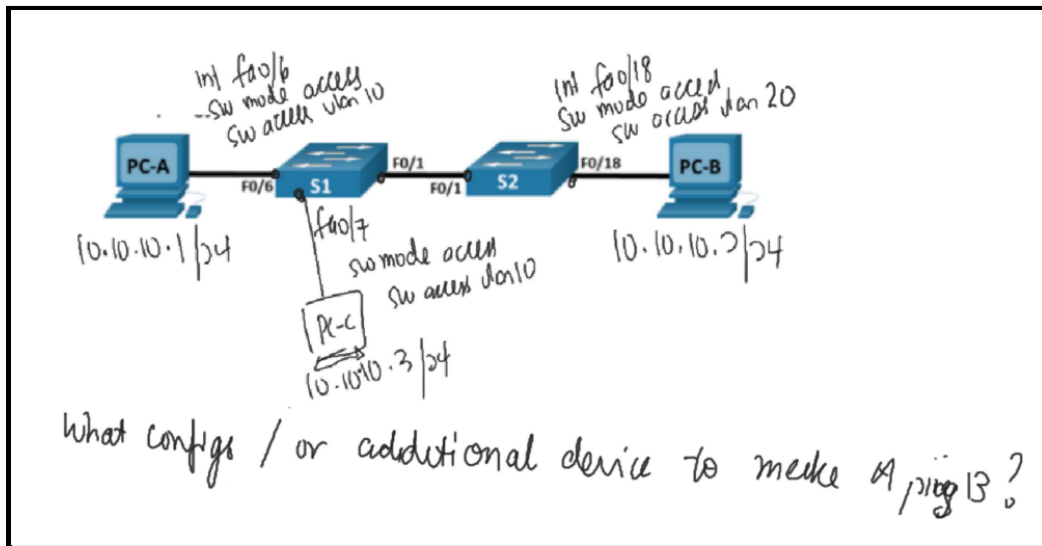 int fa0/6
sw mode access
sw access vlan 10
int fa0/18
sw mode access
sw access vlan 20
PC-A
F0/6
S1
F0/1
F0/1
S2
F0/18
PC-B
10.10.10.1/24
fa0/7
10.10.10.2/24
sw mode access
sw access vlan 10
PC-C
10.10.10.3/24
What configs / or additional device to make A ping B?